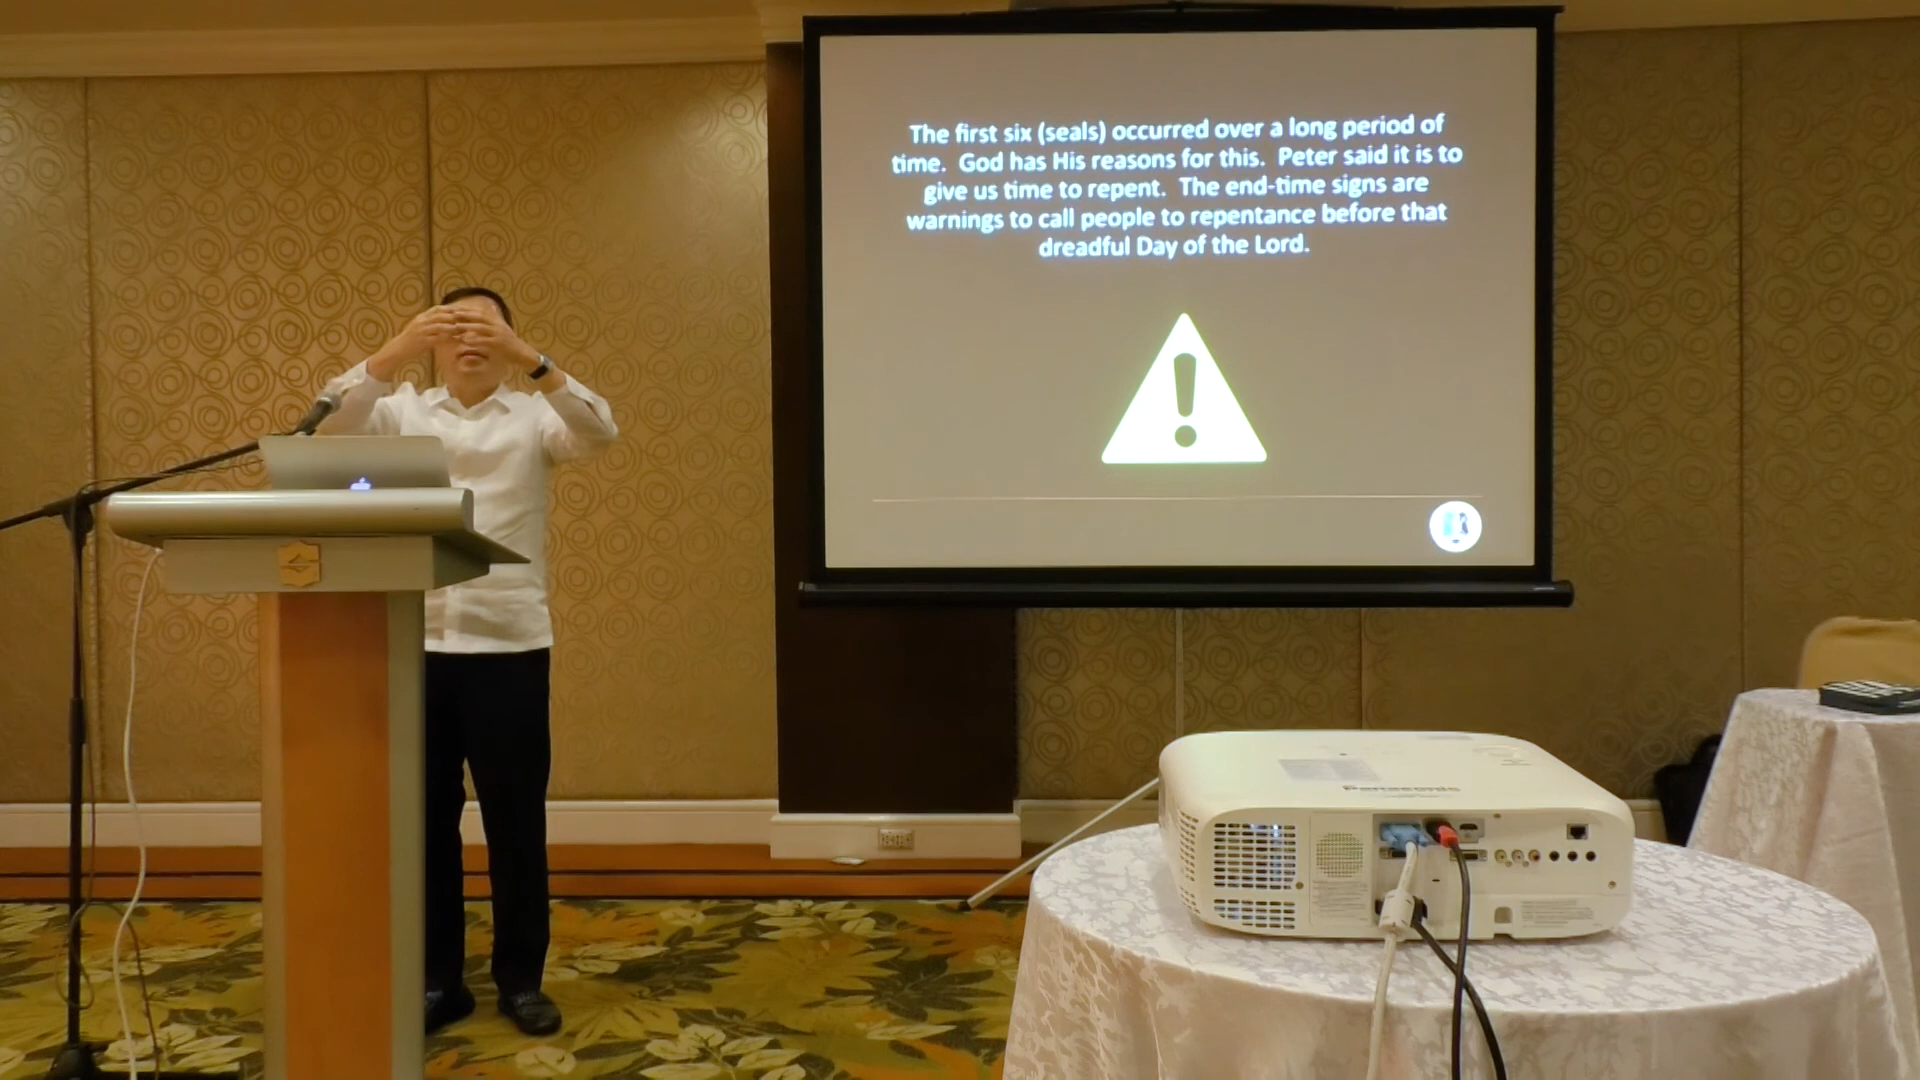 The first six (seals) occurred over a long period of
time. God has His reasons for this. Peter said it is to
give us time to repent. The end-time signs are
warnings to call people to repentance before that
dreadful Day of the Lord.
Panasonic